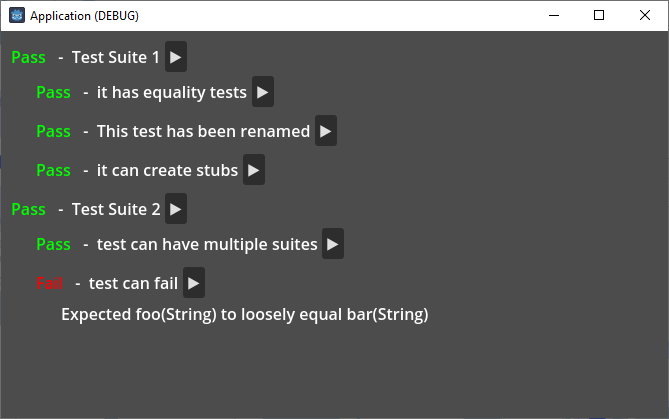 Application (DEBUG)
Pass - Test Suite 1
Pass - it has equality tests
Pass - This test has been renamed
Pass - it can create stubs
Pass - Test Suite 2
Pass - test can have multiple suites
Fail - test can fail
Expected foo(String) to loosely equal bar(String)